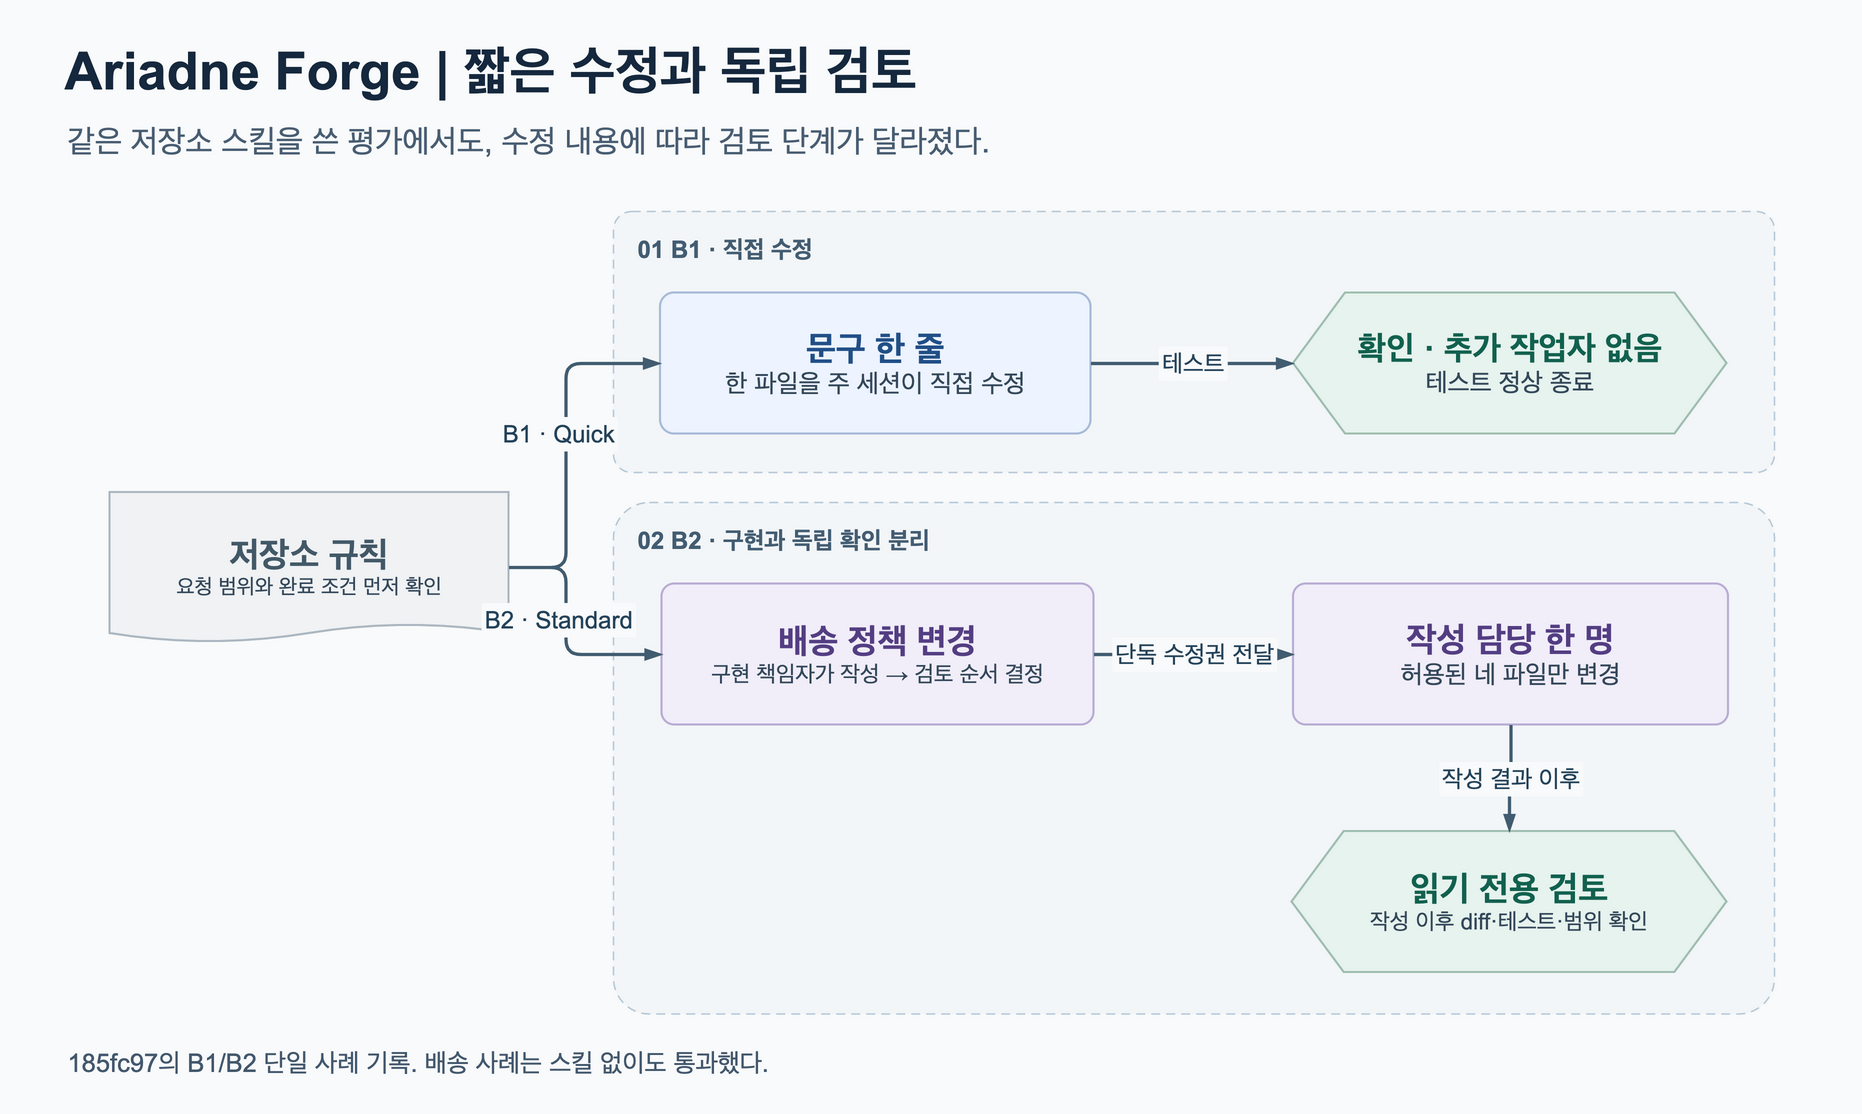 Ariadne Forge | 짧은 수정과 독립 검토
같은 저장소 스킬을 쓴 평가에서도, 수정 내용에 따라 검토 단계가 달라졌다.
01 B1 · 직접 수정
문구 한 줄
한 파일을 주 세션이 직접 수정
테스트
확인 · 추가 작업자 없음
테스트 정상 종료
B1 · Quick
저장소 규칙
요청 범위와 완료 조건 먼저 확인
B2 · Standard
02 B2 · 구현과 독립 확인 분리
배송 정책 변경
구현 책임자가 작성 → 검토 순서 결정
단독 수정권 전달
작성 담당 한 명
허용된 네 파일만 변경
작성 결과 이후
읽기 전용 검토
작성 이후 diff·테스트·범위 확인
185fc97의 B1/B2 단일 사례 기록. 배송 사례는 스킬 없이도 통과했다.